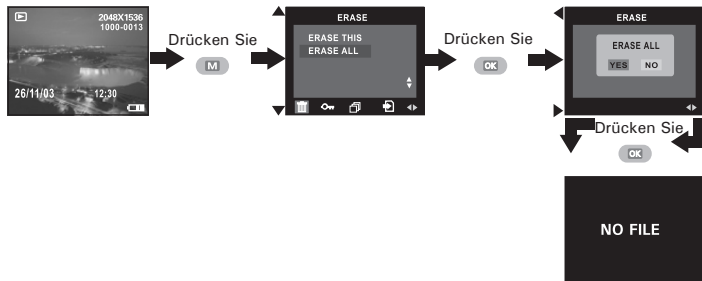 2048X1536
1000-0013
26/11/03 12:30
Drücken Sie
M
ERASE
ERASE THIS
ERASE ALL
Drücken Sie
OK
ERASE
ERASE ALL
YES NO
Drücken Sie
OK
NO FILE